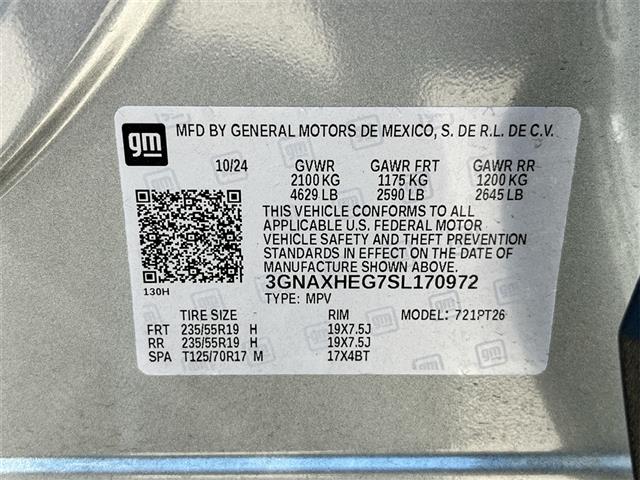 gm MFD BY GENERAL MOTORS DE MEXICO, S. DE R.L. DE C.V.
10/24 GVWR GAWR FRT GAWR RR
2100 KG 1175 KG 1200 KG
4629 LB 2590 LB 2645 LB
THIS VEHICLE CONFORMS TO ALL
APPLICABLE U.S. FEDERAL MOTOR
VEHICLE SAFETY AND THEFT PREVENTION
STANDARDS IN EFFECT ON THE DATE OF
MANUFACTURE SHOWN ABOVE.
3GNAXHEG7SL170972
130H
TYPE: MPV MODEL: 721PT26
TIRE SIZE RIM
FRT 235/55R19 H 19X7.5J
RR 235/55R19 H 19X7.5J
SPA T125/70R17 M 17X4BT